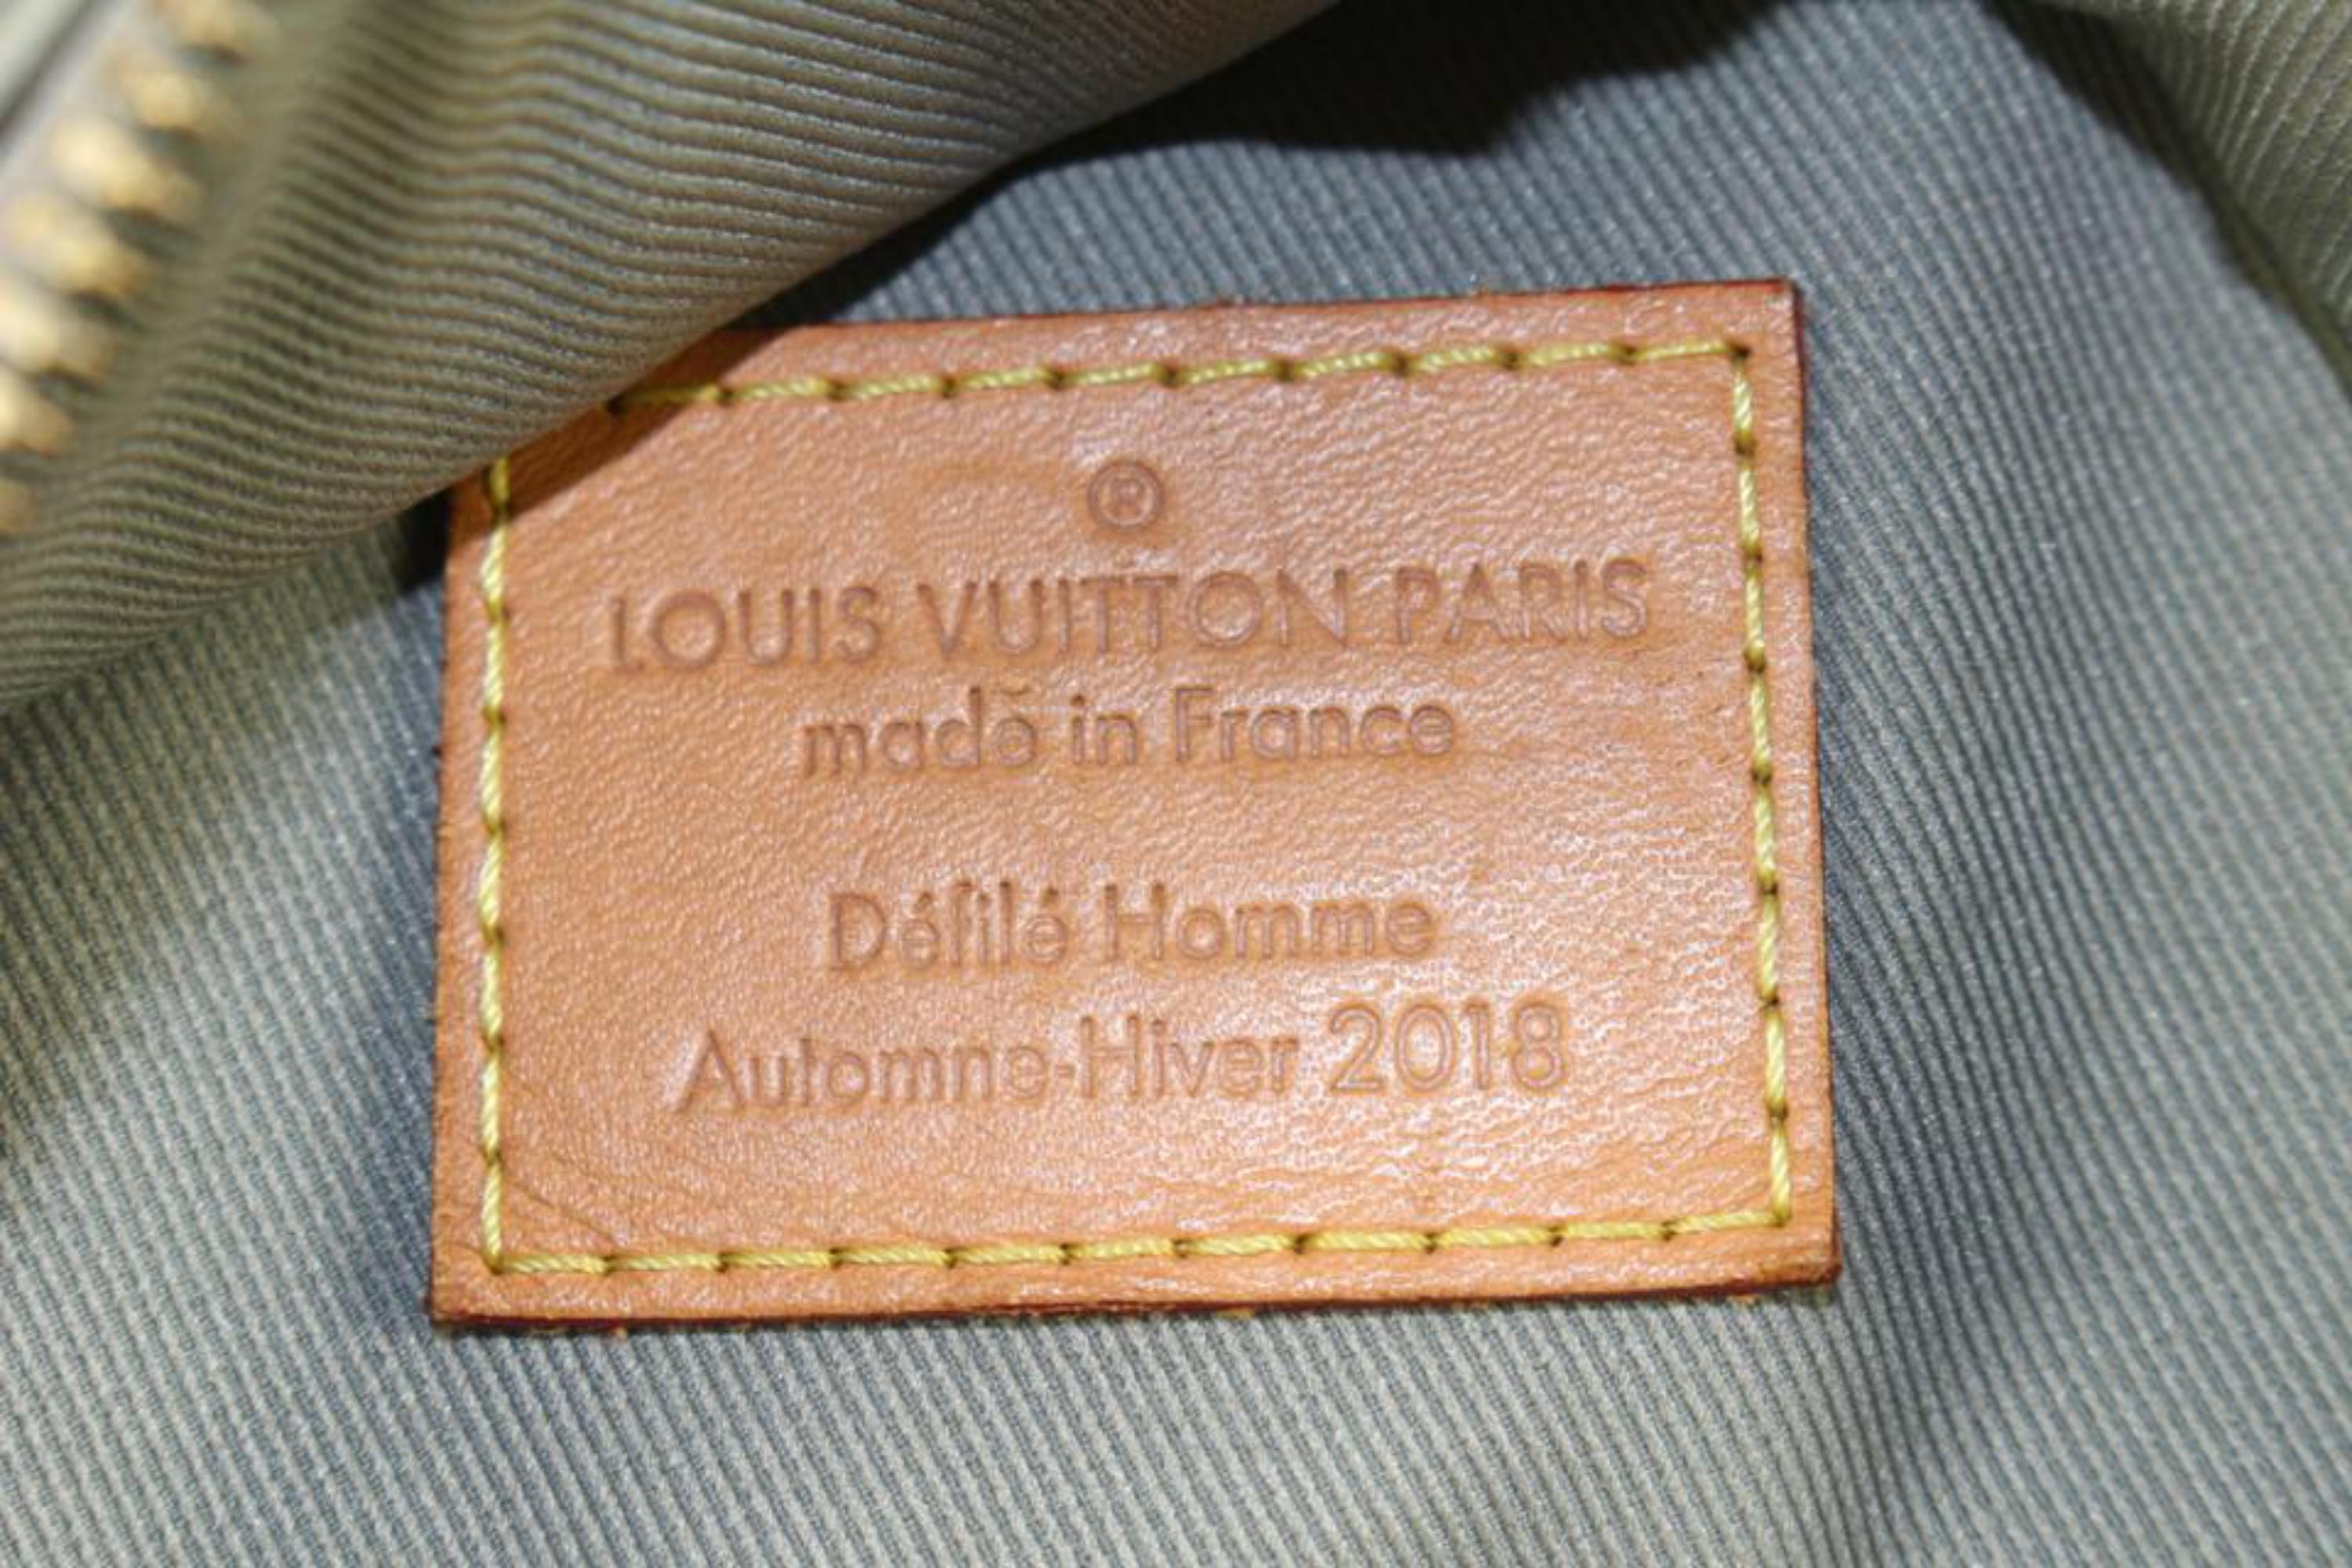 ®
LOUIS VUITTON PARIS
made in France
Défilé Homme
Automne-Hiver 2018